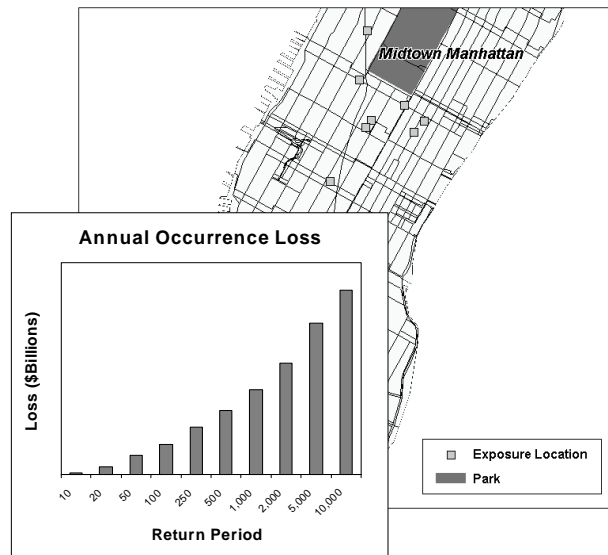 Midtown Manhattan
Annual Occurrence Loss
Loss ($Billions)
10 20 50 100 250 500 1,000 2,000 5,000 10,000
Return Period
Exposure Location
Park